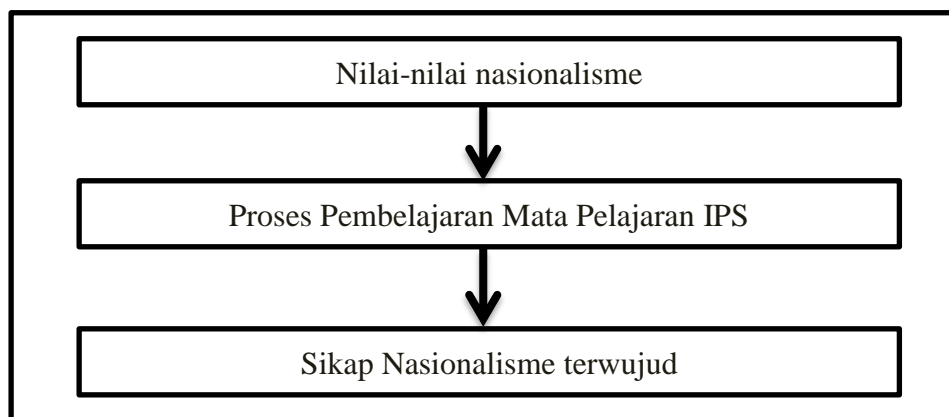 Nilai-nilai nasionalisme
Proses Pembelajaran Mata Pelajaran IPS
Sikap Nasionalisme terwujud